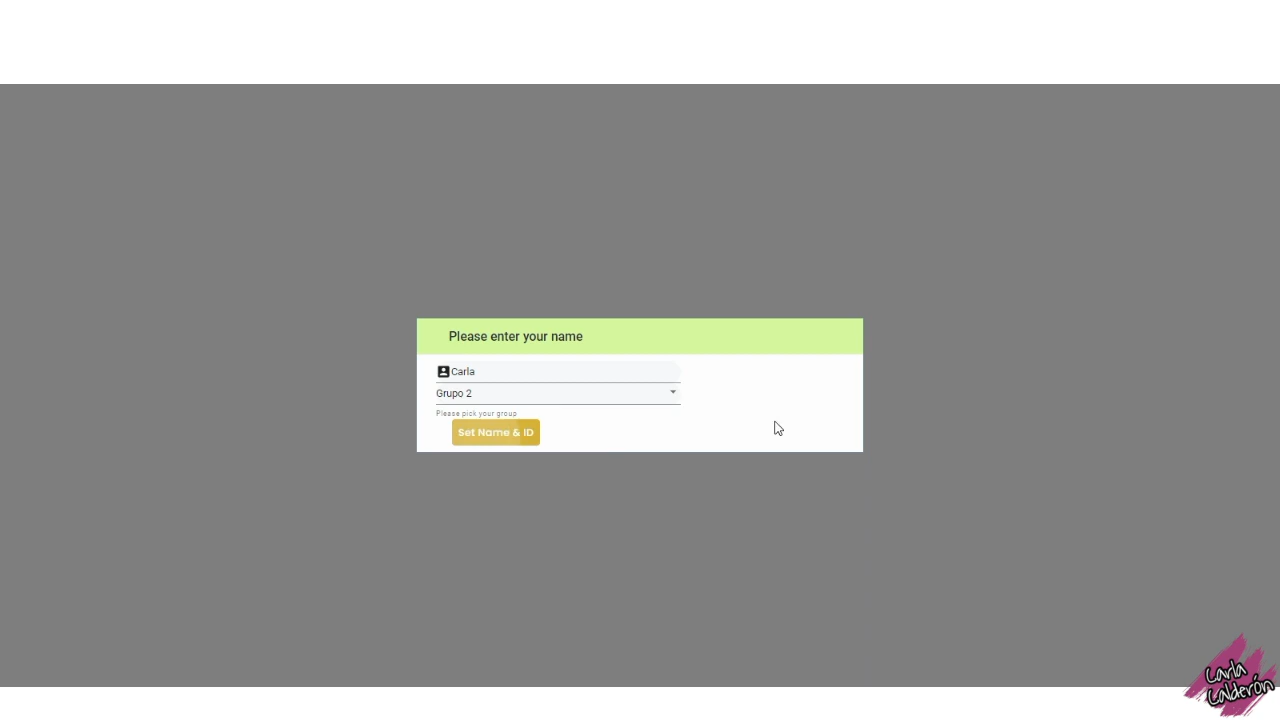 Please enter your name
Carla
Grupo 2
Please pick your group
Set Name & ID
Carla
Calderón